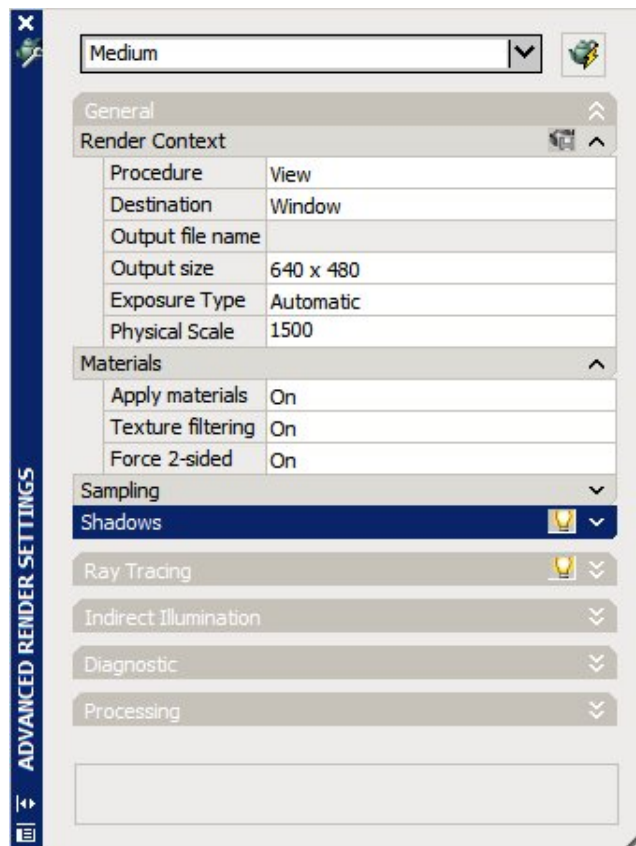 Medium
General
Render Context
Procedure View
Destination Window
Output file name
Output size 640 x 480
Exposure Type Automatic
Physical Scale 1500
Materials
Apply materials On
Texture filtering On
Force 2-sided On
Sampling
Shadows
Ray Tracing
Indirect Illumination
Diagnostic
Processing
ADVANCED RENDER SETTINGS